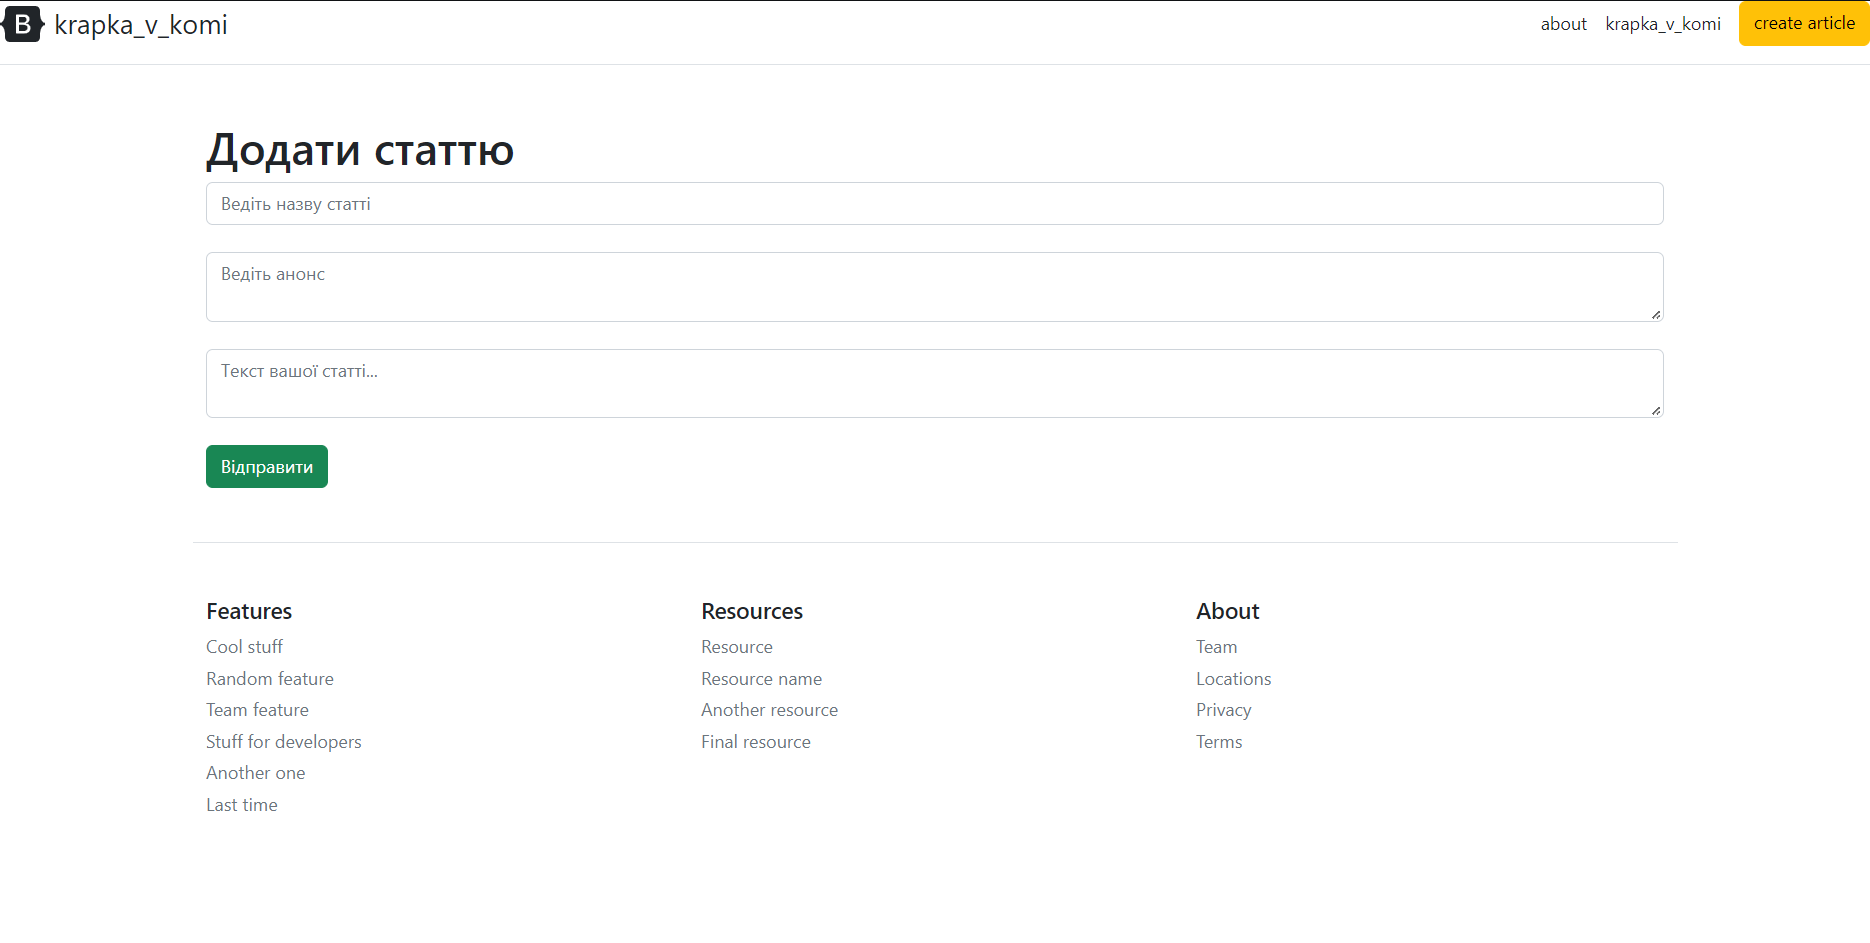 B krapka_v_komi
about krapka_v_komi create article
Додати статтю
Ведіть назву статті
Ведіть анонс
Текст вашої статті...
Відправити
Features
Cool stuff
Random feature
Team feature
Stuff for developers
Another one
Last time
Resources
Resource
Resource name
Another resource
Final resource
About
Team
Locations
Privacy
Terms